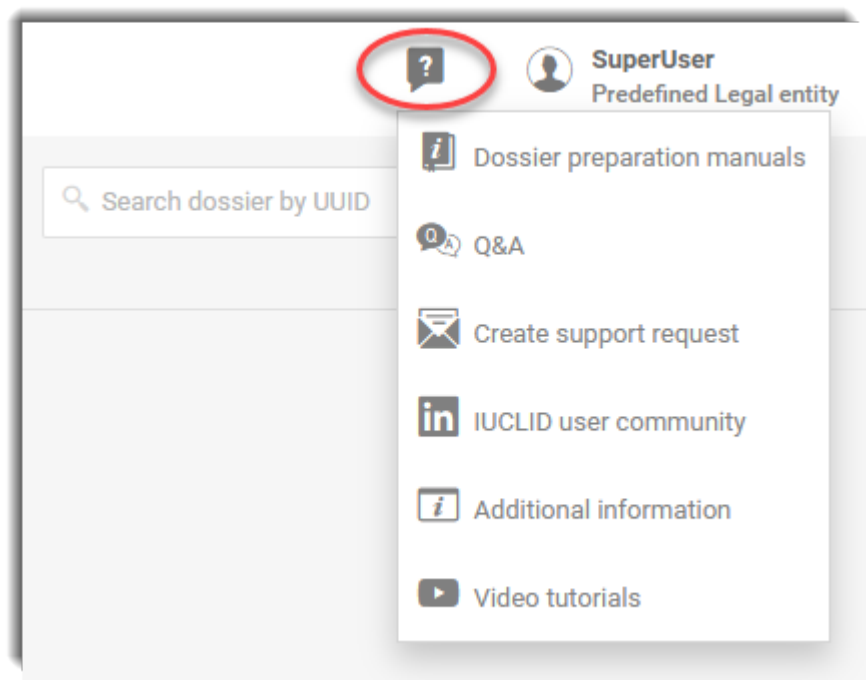 ?
SuperUser
Predefined Legal entity
Search dossier by UUID
i Dossier preparation manuals
Q A Q&A
Create support request
in IUCLID user community
i Additional information
Video tutorials